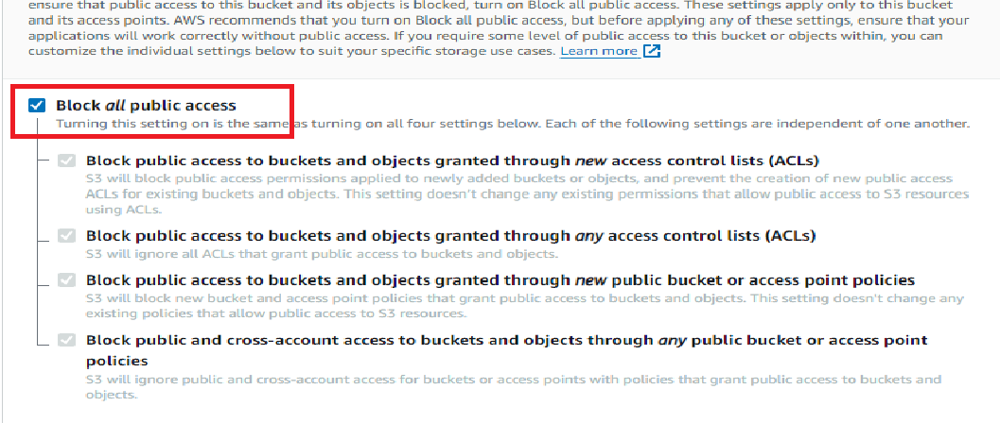 ensure that public access to this bucket and its objects is blocked, turn on Block all public access. These settings apply only to this bucket
and its access points. AWS recommends that you turn on Block all public access, but before applying any of these settings, ensure that your
applications will work correctly without public access. If you require some level of public access to this bucket or objects within, you can
customize the individual settings below to suit your specific storage use cases. Learn more
Block all public access
Turning this setting on is the same as turning on all four settings below. Each of the following settings are independent of one another.
Block public access to buckets and objects granted through new access control lists (ACLs)
S3 will block public access permissions applied to newly added buckets or objects, and prevent the creation of new public access
ACLs for existing buckets and objects. This setting doesn't change any existing permissions that allow public access to S3 resources
using ACLs.
Block public access to buckets and objects granted through any access control lists (ACLs)
S3 will ignore all ACLs that grant public access to buckets and objects.
Block public access to buckets and objects granted through new public bucket or access point policies
S3 will block new bucket and access point policies that grant public access to buckets and objects. This setting doesn't change any
existing policies that allow public access to S3 resources.
Block public and cross-account access to buckets and objects through any public bucket or access point
policies
S3 will ignore public and cross-account access for buckets or access points with policies that grant public access to buckets and
objects.